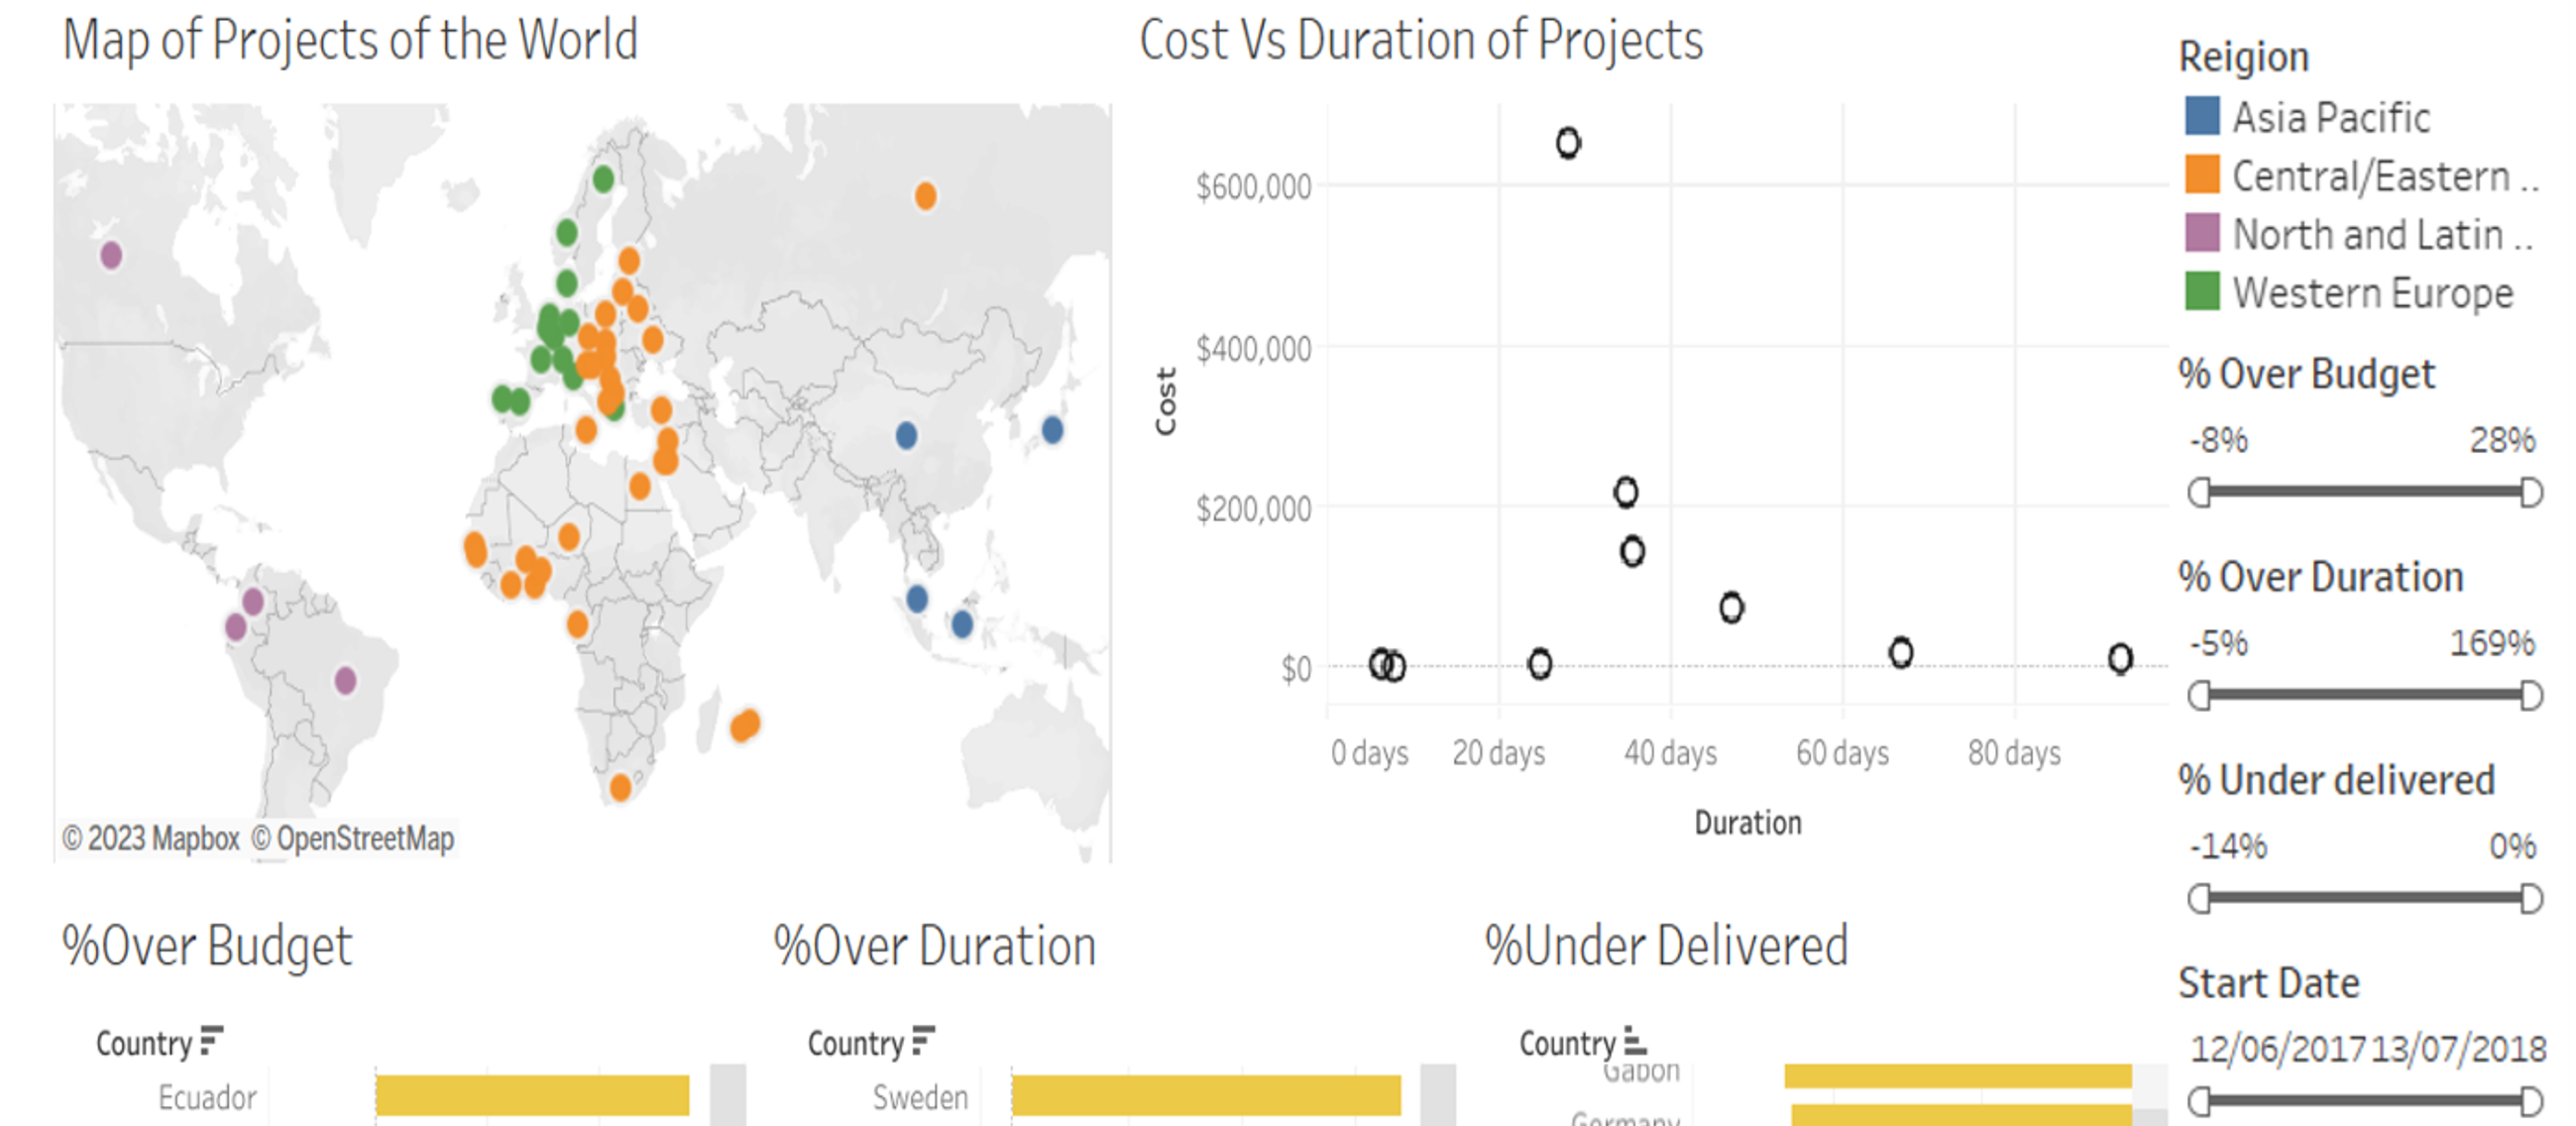 Map of Projects of the World
© 2023 Mapbox © OpenStreetMap
Cost Vs Duration of Projects
$600,000
$400,000
$200,000
$0
Cost
0 days 20 days 40 days 60 days 80 days
Duration
Reigion
Asia Pacific
Central/Eastern ..
North and Latin ..
Western Europe
% Over Budget
-8% 28%
% Over Duration
-5% 169%
% Under delivered
-14% 0%
Start Date
12/06/2017 13/07/2018
%Over Budget
Country
Ecuador
%Over Duration
Country
Sweden
%Under Delivered
Country
Gabon
Germany